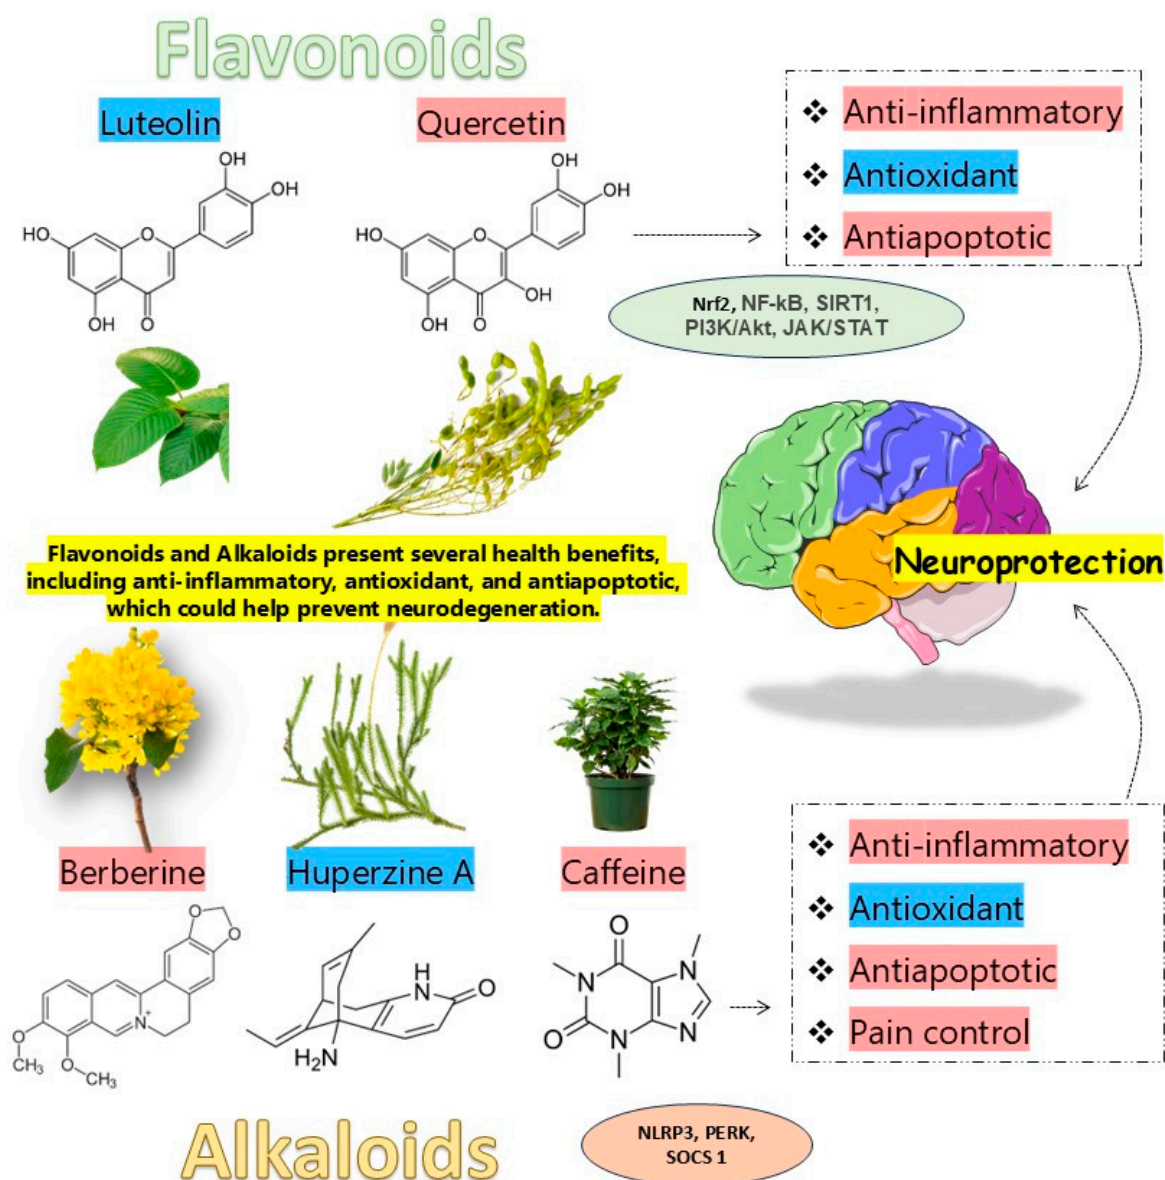 Flavonoids
Luteolin
Quercetin
OH
OH
HO
O
OH
O
OH
OH
HO
O
OH
OH
O
❖ Anti-inflammatory
❖ Antioxidant
❖ Antiapoptotic
Nrf2, NF-kB, SIRT1,
PI3K/Akt, JAK/STAT
Flavonoids and Alkaloids present several health benefits,
including anti-inflammatory, antioxidant, and antiapoptotic,
which could help prevent neurodegeneration.
Neuroprotection
Berberine
Huperzine A
Caffeine
O
O
N+
O
CH3
O
CH3
H
N
O
H2N
O
N
N
O
N
N
❖ Anti-inflammatory
❖ Antioxidant
❖ Antiapoptotic
❖ Pain control
Alkaloids
NLRP3, PERK,
SOCS 1